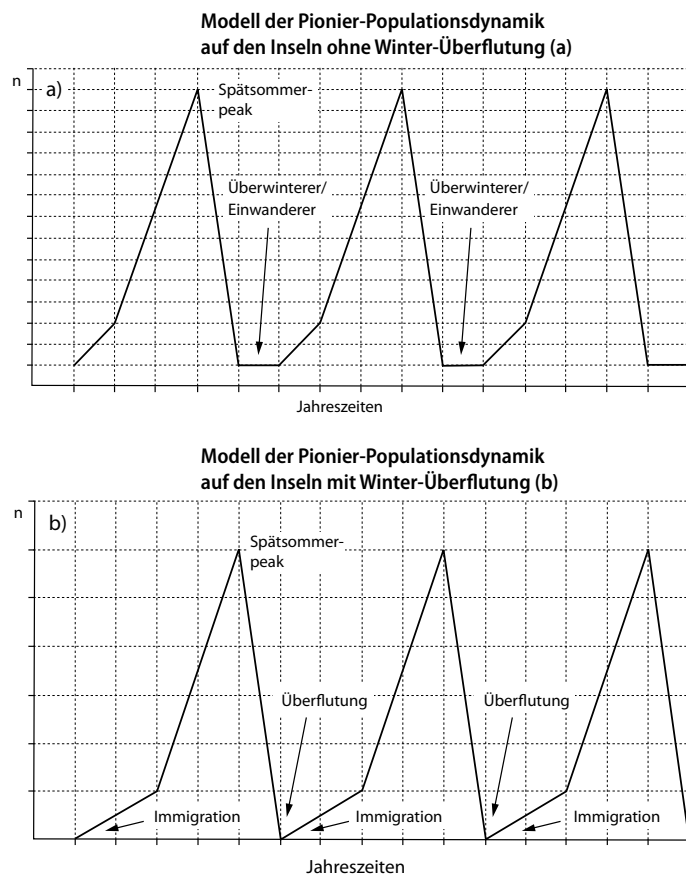 Modell der Pionier-Populationsdynamik
auf den Inseln ohne Winter-Überflutung (a)
n
a)
Spätsommer-
peak
Überwinterer/
Einwanderer
Überwinterer/
Einwanderer
Jahreszeiten
Modell der Pionier-Populationsdynamik
auf den Inseln mit Winter-Überflutung (b)
n
b)
Spätsommer-
peak
Überflutung
Überflutung
Immigration
Immigration
Immigration
Jahreszeiten